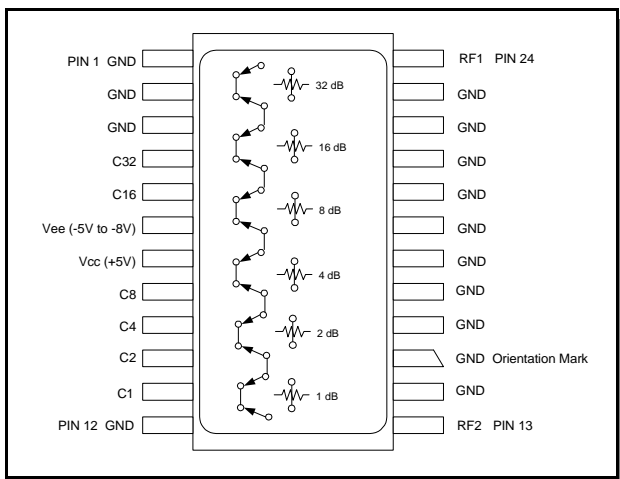 PIN 1 GND
RF1 PIN 24
32 dB
GND
GND
GND
GND
16 dB
C32
GND
C16
GND
8 dB
Vee (-5V to -8V)
GND
Vcc (+5V)
GND
4 dB
C8
GND
C4
GND
2 dB
C2
GND Orientation Mark
C1
GND
1 dB
PIN 12 GND
RF2 PIN 13